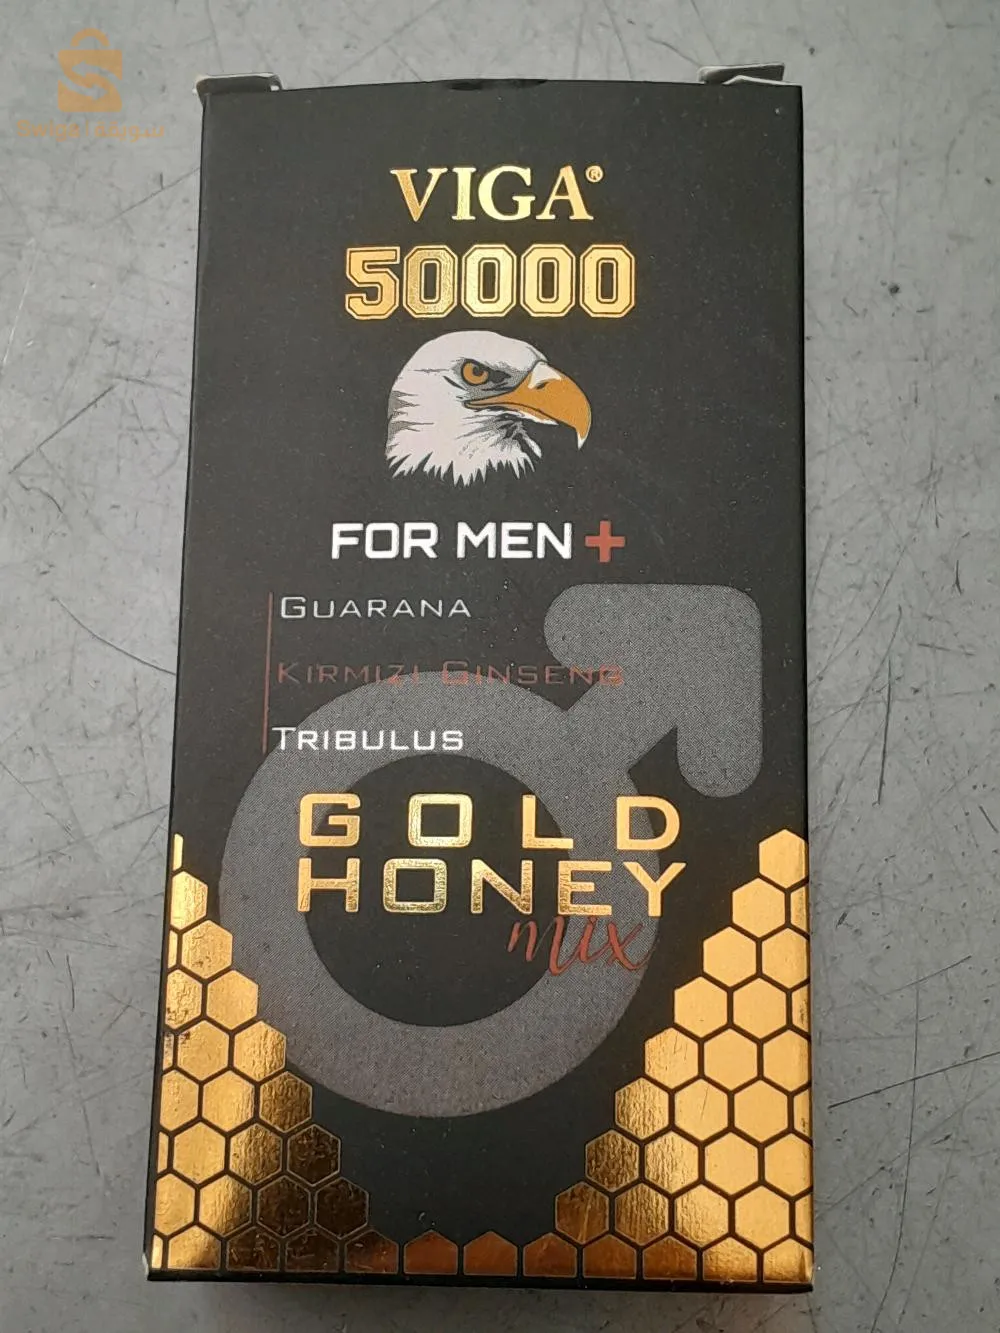 VIGA®
50000
FOR MEN +
GUARANA
KIRMIZI GINSENG
TRIBULUS
GOLD
HONEY
mix